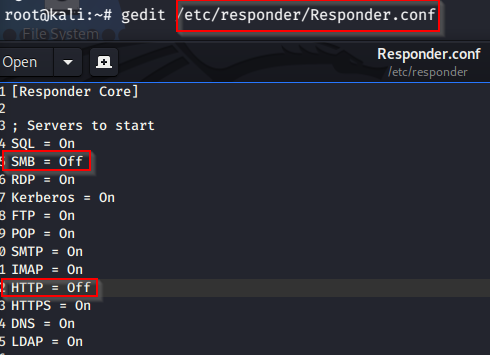 root@kali:~# gedit /etc/responder/Responder.conf
File System
Open
Responder.conf
/etc/responder
1 [Responder Core]
2
3 ; Servers to start
4 SQL = On
5 SMB = Off
6 RDP = On
7 Kerberos = On
8 FTP = On
9 POP = On
0 SMTP = On
1 IMAP = On
2 HTTP = Off
3 HTTPS = On
4 DNS = On
5 LDAP = On